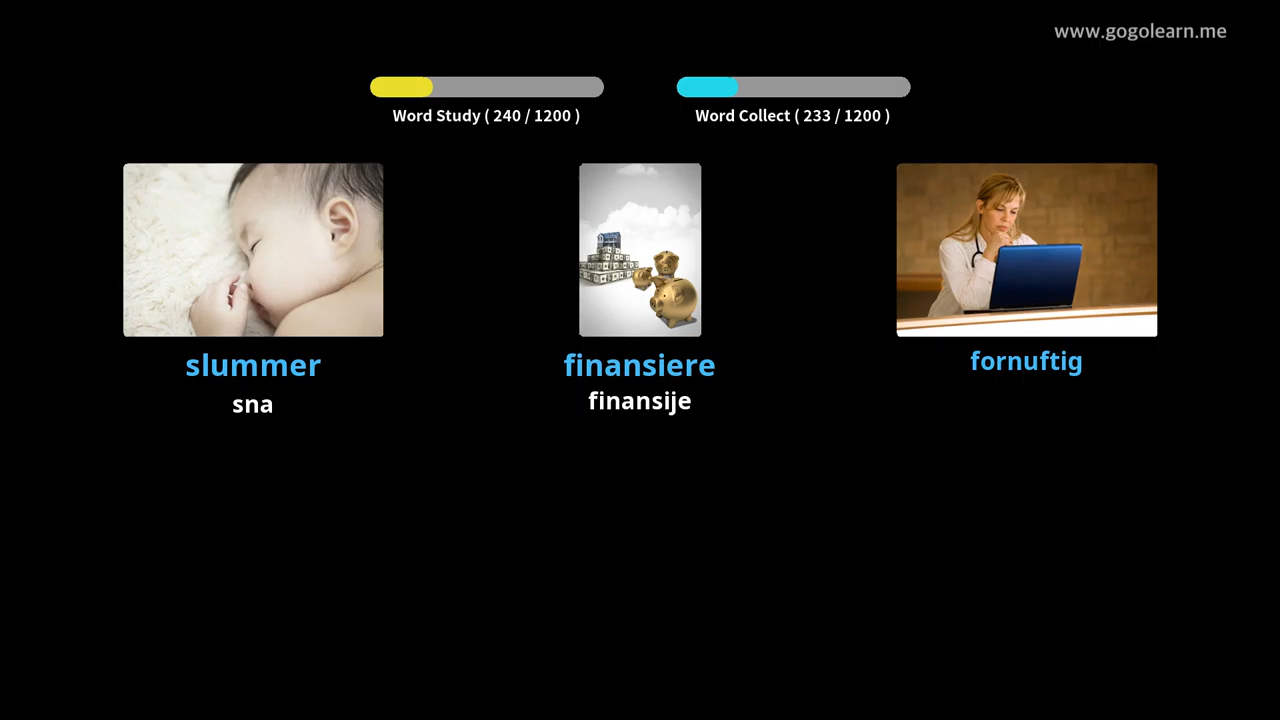 www.gogolearn.me
Word Study ( 240 / 1200 )
Word Collect ( 233 / 1200 )
slummer
sna
finansiere
finansije
fornuftig